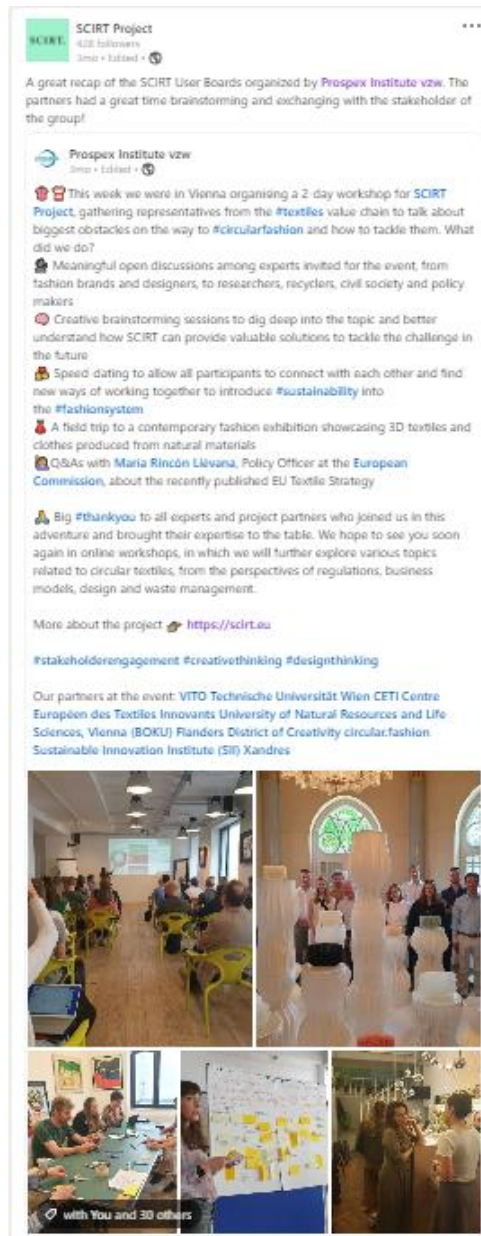 SCIRT.
SCIRT Project
428 followers
3mo • Edited •
A great recap of the SCIRT User Boards organized by Prospex Institute vzw. The
partners had a great time brainstorming and exchanging with the stakeholder of
the group!
Prospex Institute vzw
3mo • Edited •
This week we were in Vienna organising a 2-day workshop for SCIRT
Project, gathering representatives from the #textiles value chain to talk about
biggest obstacles on the way to #circularfashion and how to tackle them. What
did we do?
Meaningful open discussions among experts invited for the event, from
fashion brands and designers, to researchers, recyclers, civil society and policy
makers
Creative brainstorming sessions to dig deep into the topic and better
understand how SCIRT can provide valuable solutions to tackle the challenge in
the future
Speed-dating to allow all participants to connect with each other and find
new ways of working together to introduce #sustainability into
the #fashionsystem
A field trip to a contemporary fashion exhibition showcasing 3D textiles and
clothes produced from natural materials
Q&As with Maria Rincón Liévana, Policy Officer at the European
Commission, about the recently published EU Textile Strategy
Big #thankyou to all experts and project partners who joined us in this
adventure and brought their expertise to the table. We hope to see you soon
again in online workshops, in which we will further explore various topics
related to circular textiles, from the perspectives of regulations, business
models, design and waste management.
More about the project https://scirt.eu
#stakeholderengagement #creativethinking #designthinking
Our partners at the event: VITO Technische Universität Wien CETI Centre
Européen des Textiles Innovants University of Natural Resources and Life
Sciences, Vienna (BOKU) Flanders District of Creativity circular.fashion
Sustainable Innovation Institute (SII) Xandres
with You and 30 others